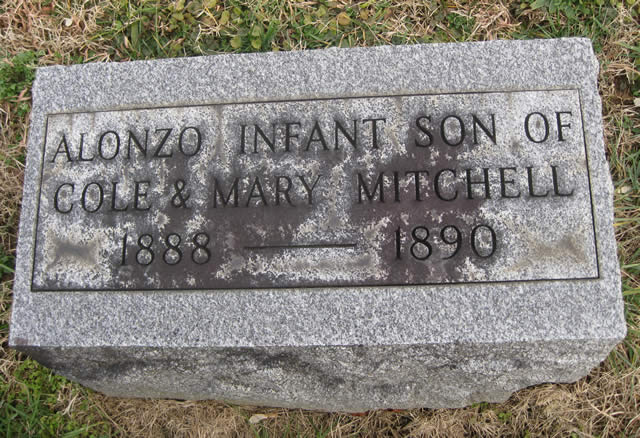 ALONZO INFANT SON OF
COLE & MARY MITCHELL
1888 — 1890